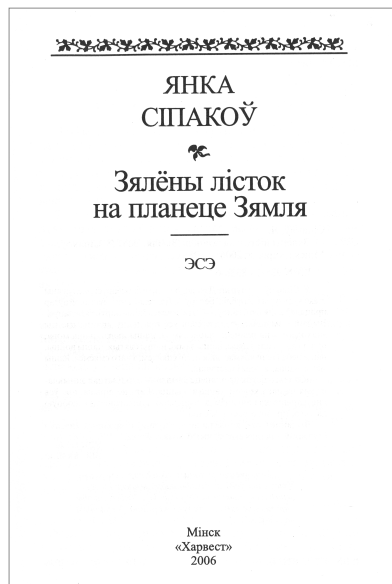 ЯНКА
СІПАКОЎ
Зялёны лісток
на планеце Зямля
ЭСЭ
Мінск
«Харвест»
2006